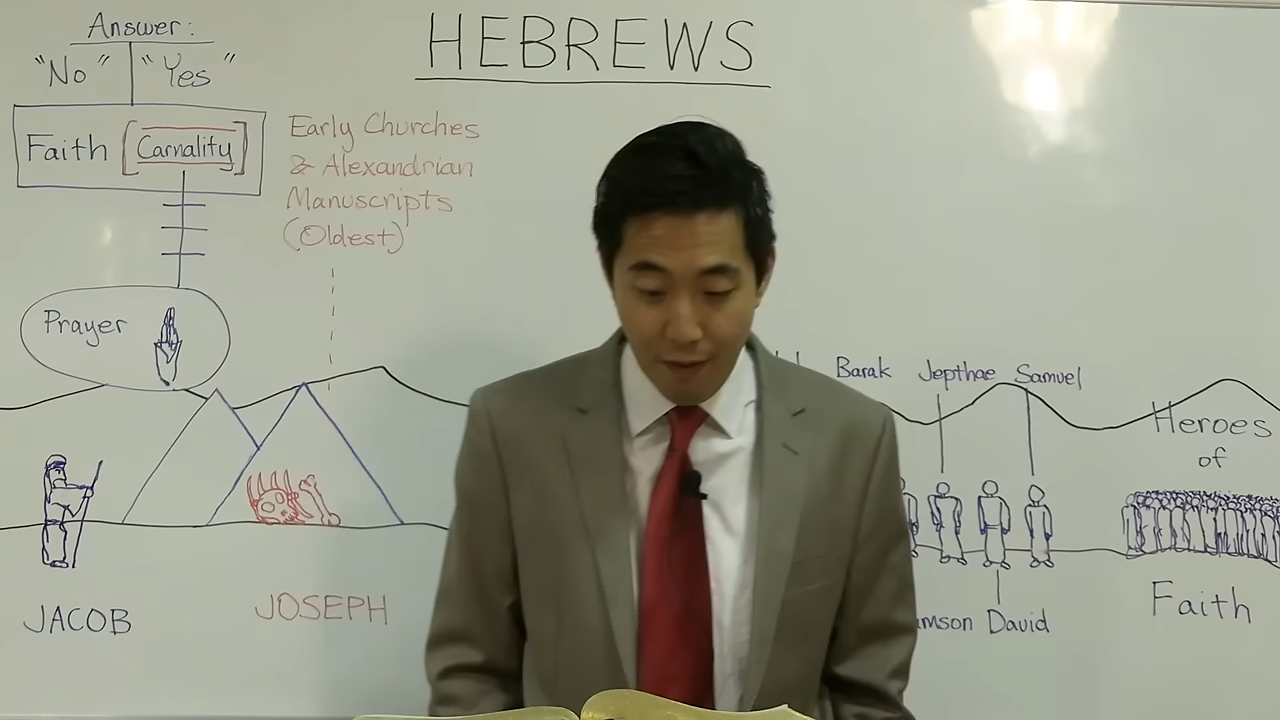 HEBREWS
Answer:
"No" "Yes"
Faith [Carnality]
Early Churches
& Alexandrian
Manuscripts
(Oldest)
Prayer
Barak Jepthae Samuel
Heroes
of
Faith
JACOB
JOSEPH
David